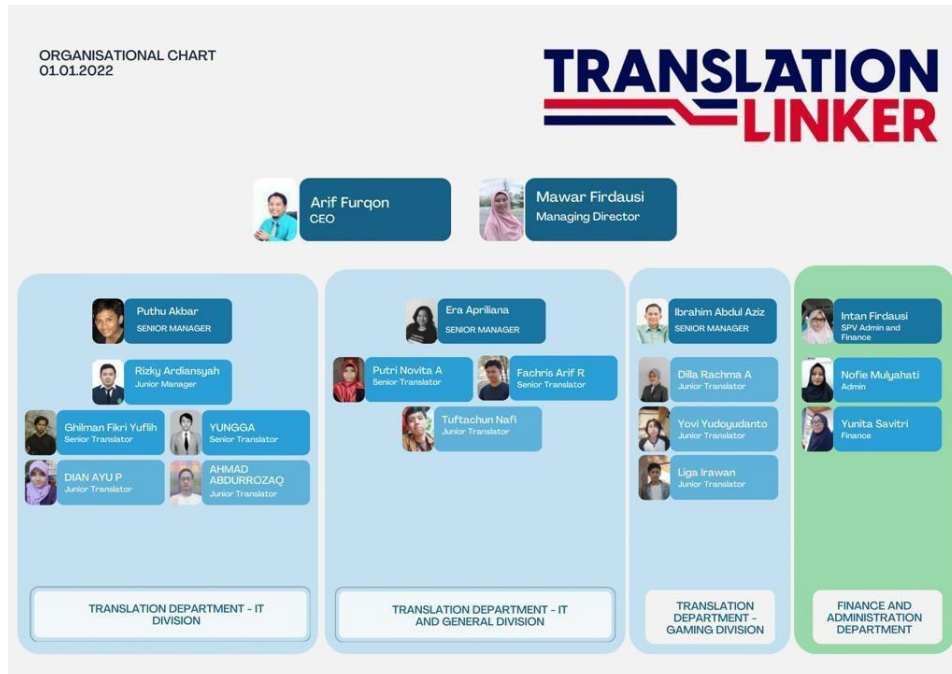 ORGANISATIONAL CHART
01.01.2022
TRANSLATION
LINKER
Arif Furqon
CEO
Mawar Firdausi
Managing Director
Puthu Akbar
SENIOR MANAGER
Rizky Ardiansyah
Junior Manager
Ghilman Fikri Yuflih
Senior Translator
YUNGGA
Senior Translator
DIAN AYU P
Junior Translator
AHMAD
ABDURROZAQ
Junior Translator
TRANSLATION DEPARTMENT - IT
DIVISION
Era Apriliana
SENIOR MANAGER
Putri Novita A
Senior Translator
Fachris Arif R
Senior Translator
Tuftachun Nafi
Junior Translator
TRANSLATION DEPARTMENT - IT
AND GENERAL DIVISION
Ibrahim Abdul Aziz
SENIOR MANAGER
Dilla Rachma A
Junior Translator
Yovi Yudoyudanto
Junior Translator
Liga Irawan
Junior Translator
TRANSLATION
DEPARTMENT -
GAMING DIVISION
Intan Firdausi
SPV Admin and
Finance
Nofie Mulyahati
Admin
Yunita Savitri
Finance
FINANCE AND
ADMINISTRATION
DEPARTMENT